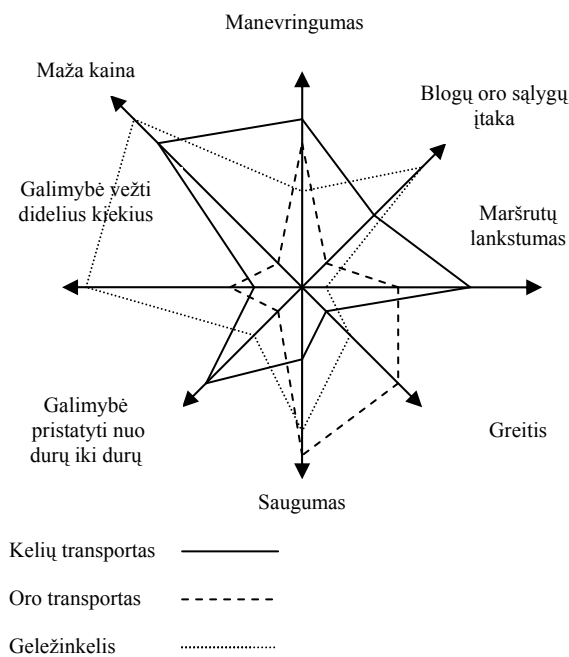 Manevringumas
Maža kaina
Blogų oro sąlygų
įtaka
Galimybė vežti
didelius kiekius
Maršrutų
lankstumas
Galimybė
pristatyti nuo
durų iki durų
Greitis
Saugumas
Kelių transportas
Oro transportas
Geležinkelis